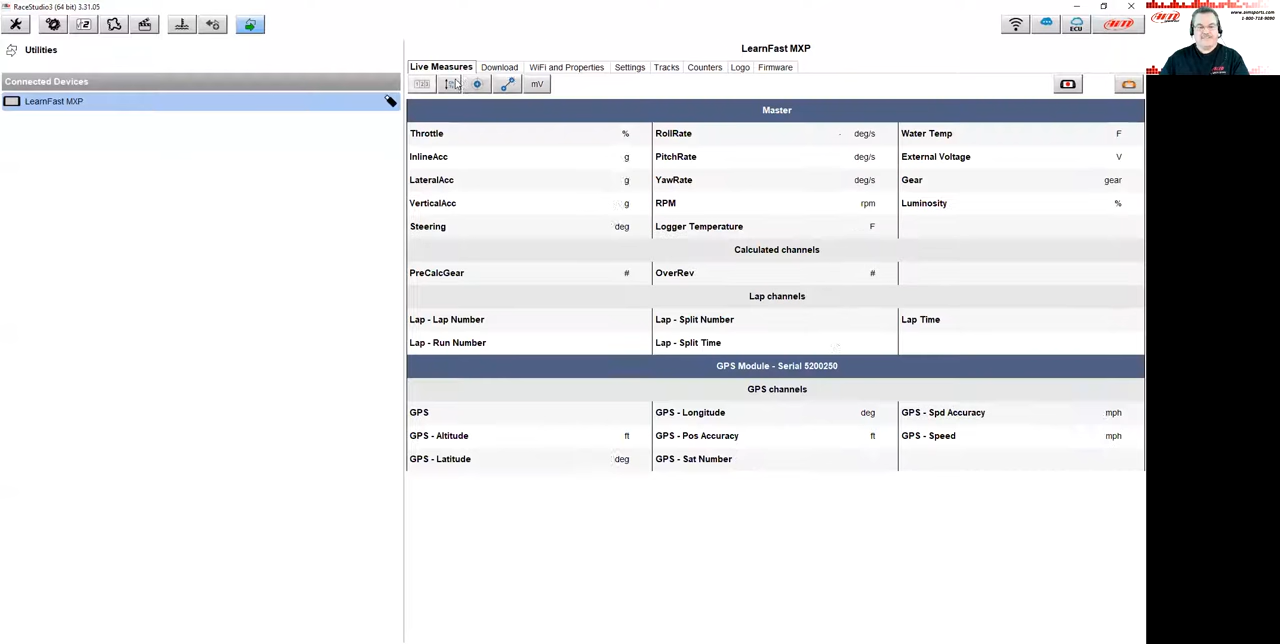 RaceStudio3 (64 bit) 3.31.05
www.aimsports.com
1-800-718-9090
ECU
Utilities
LearnFast MXP
Live Measures Download WiFi and Properties Settings Tracks Counters Logo Firmware
Connected Devices
123 mV
LearnFast MXP
Master
Throttle % RollRate - deg/s Water Temp F
InlineAcc g PitchRate deg/s External Voltage V
LateralAcc g YawRate deg/s Gear gear
VerticalAcc g RPM rpm Luminosity %
Steering deg Logger Temperature F
Calculated channels
PreCalcGear # OverRev #
Lap channels
Lap - Lap Number Lap - Split Number Lap Time
Lap - Run Number Lap - Split Time
GPS Module - Serial 5200250
GPS channels
GPS GPS - Longitude deg GPS - Spd Accuracy mph
GPS - Altitude ft GPS - Pos Accuracy ft GPS - Speed mph
GPS - Latitude deg GPS - Sat Number